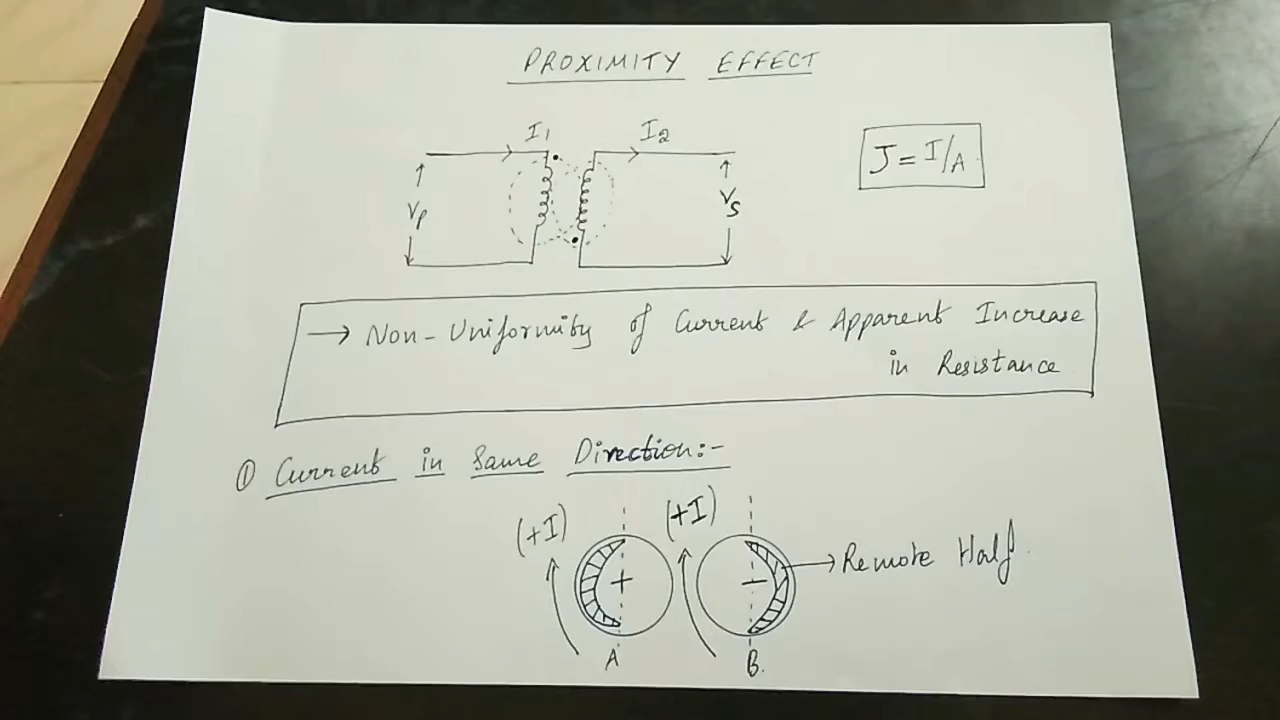 PROXIMITY EFFECT
I1 I2
J = I/A
Vp Vs
→ Non-Uniformity of Current & Apparent Increase
in Resistance
① Current in Same Direction:-
(+I) (+I)
+ −
→ Remote Half
A B.